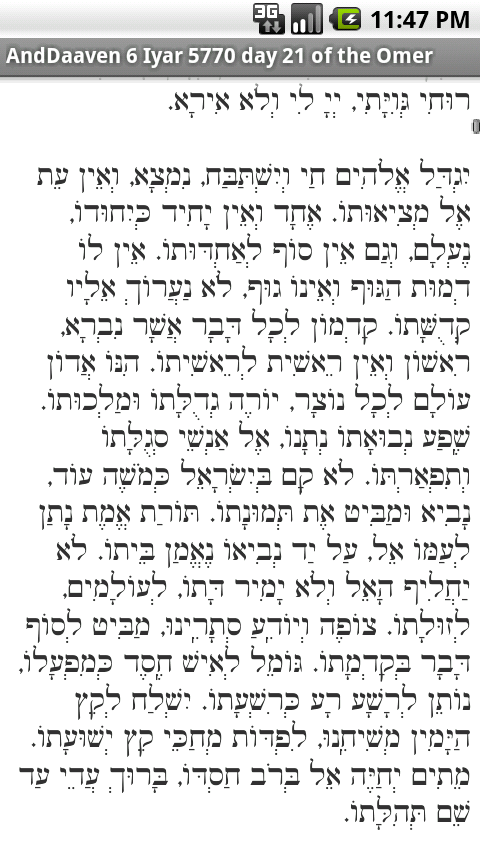 3G 11:47 PM
AndDaaven 6 Iyar 5770 day 21 of the Omer
רוּחִי גְּוִיָּתִי, יְיָ לִי וְלֹא אִירָא.
יִגְדַּל אֱלֹהִים חַי וְיִשְׁתַּבַּח, נִמְצָא, וְאֵין עֵת
אֶל מְצִיאוּתוֹ. אֶחָד וְאֵין יָחִיד כְּיִחוּדוֹ,
נֶעְלָם, וְגַם אֵין סוֹף לְאַחְדּוּתוֹ. אֵין לוֹ
דְמוּת הַגּוּף וְאֵינוֹ גוּף, לֹא נַעֲרוֹךְ אֵלָיו
קְדֻשָּׁתוֹ. קַדְמוֹן לְכָל דָּבָר אֲשֶׁר נִבְרָא,
רִאשׁוֹן וְאֵין רֵאשִׁית לְרֵאשִׁיתוֹ. הִנּוֹ אֲדוֹן
עוֹלָם לְכָל נוֹצָר, יוֹרֶה גְדֻלָּתוֹ וּמַלְכוּתוֹ.
שֶׁפַע נְבוּאָתוֹ נְתָנוֹ, אֶל אַנְשֵׁי סְגֻלָּתוֹ
וְתִפְאַרְתּוֹ. לֹא קָם בְּיִשְׂרָאֵל כְּמֹשֶׁה עוֹד,
נָבִיא וּמַבִּיט אֶת תְּמוּנָתוֹ. תּוֹרַת אֱמֶת נָתַן
לְעַמּוֹ אֵל, עַל יַד נְבִיאוֹ נֶאֱמַן בֵּיתוֹ. לֹא
יַחֲלִיף הָאֵל וְלֹא יָמִיר דָּתוֹ, לְעוֹלָמִים,
לְזוּלָתוֹ. צוֹפֶה וְיוֹדֵעַ סְתָרֵינוּ, מַבִּיט לְסוֹף
דָּבָר בְּקַדְמָתוֹ. גּוֹמֵל לְאִישׁ חֶסֶד כְּמִפְעָלוֹ,
נוֹתֵן לְרָשָׁע רָע כְּרִשְׁעָתוֹ. יִשְׁלַח לְקֵץ
הַיָּמִין מְשִׁיחֵנוּ, לִפְדּוֹת מְחַכֵּי קֵץ יְשׁוּעָתוֹ.
מֵתִים יְחַיֶּה אֵל בְּרֹב חַסְדּוֹ, בָּרוּךְ עֲדֵי עַד
שֵׁם תְּהִלָּתוֹ.